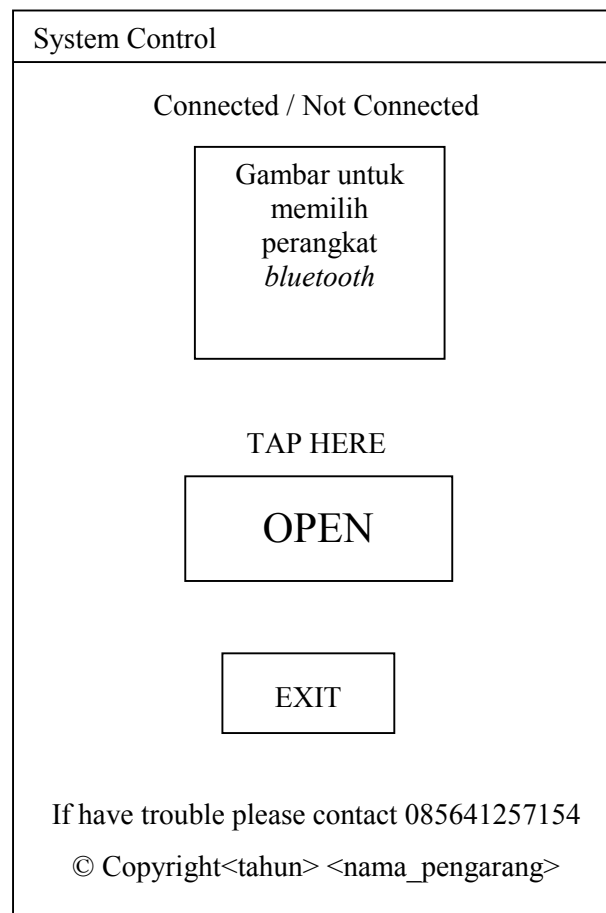 System Control
Connected / Not Connected
Gambar untuk
memilih
perangkat
bluetooth
TAP HERE
OPEN
EXIT
If have trouble please contact 085641257154
© Copyright<tahun> <nama_pengarang>